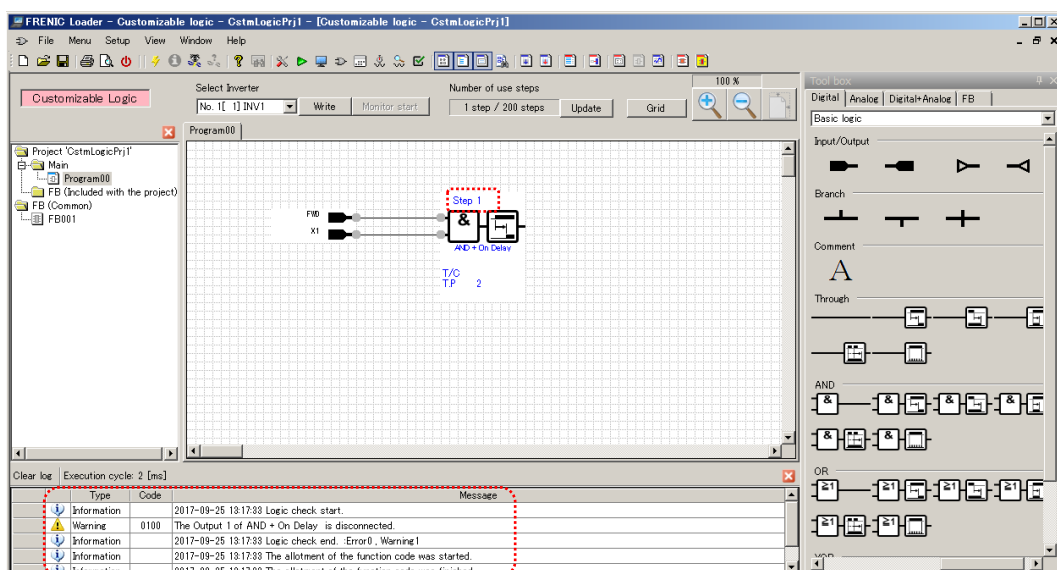 FRENIC Loader - Customizable logic - CstmLogicPrj1 - [Customizable logic - CstmLogicPrj1]
File Menu Setup View Window Help
Customizable Logic
Select Inverter
No. 1[ 1] INV1
Write
Monitor start
Number of use steps
1 step / 200 steps
Update
Grid
100 %
Project 'CstmLogicPrj1'
Main
Program00
FB (Included with the project)
FB (Common)
FB001
Program00
Step 1
FWD
X1
&
AND + On Delay
T/C
T.P 2
Tool box
Digital Analog Digital+Analog FB
Basic logic
Input/Output
Branch
Comment
A
Through
AND
& & & &
& &
OR
≧1 ≧1 ≧1 ≧1
≧1 ≧1
Clear log Execution cycle: 2 [ms]
Type Code Message
Information 2017-09-25 13:17:33 Logic check start.
Warning 0100 The Output 1 of AND + On Delay is disconnected.
Information 2017-09-25 13:17:33 Logic check end. :Error0 , Warning1
Information 2017-09-25 13:17:33 The allotment of the function code was started.